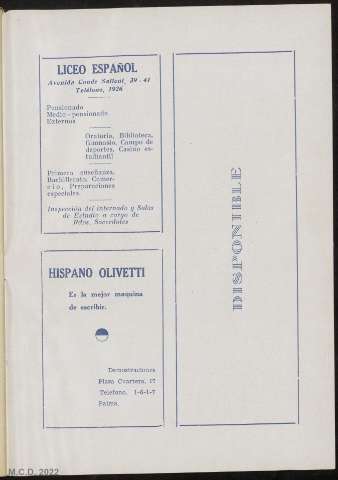 LICEO ESPAÑOL
Avenida Conde Sallent, 39 - 41
Teléfono, 1926
Pensionado
Medio-pensionado
Externos
Oratoria, Biblioteca,
Gimnasio, Campo de
deportes, Casino es-
tudiantil
Primera enseñanza,
Bachillerato, Comer-
cio, Preparaciones
especiales.
Inspección del internado y Salas
de Estudio a cargo de
Rdos. Sacerdotes
HISPANO OLIVETTI
Es la mejor maquina
de escribir.
Demostraciones
Plaza Cuartera, 17
Telefono, 1-6-1-7
Palma.
DISPONIBLE
M.C.D. 2022